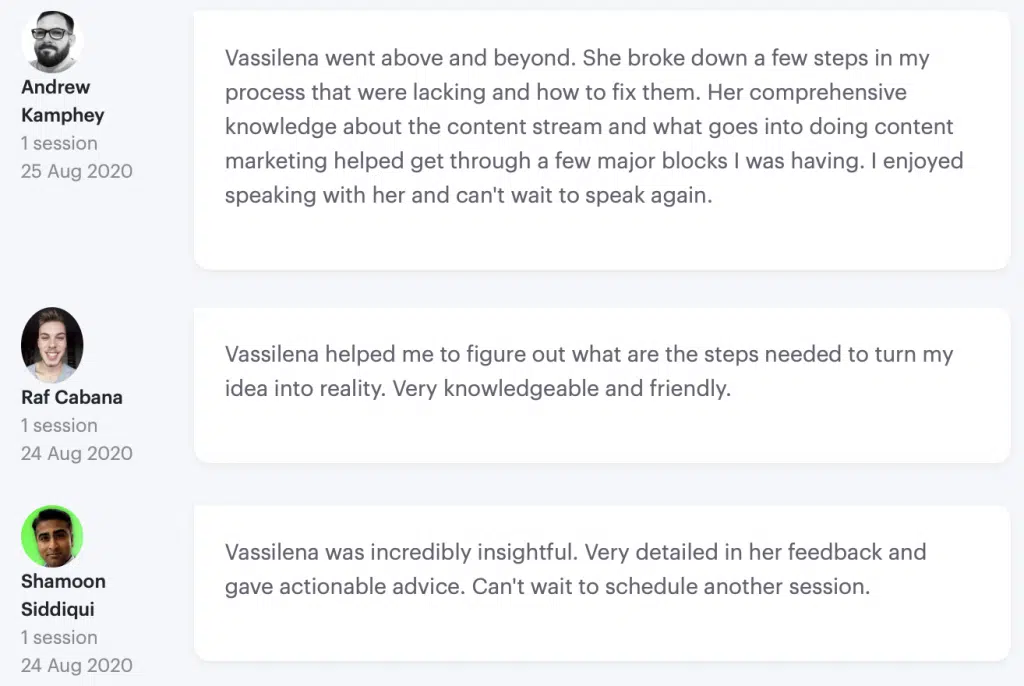 Andrew
Kamphey
1 session
25 Aug 2020
Vassilena went above and beyond. She broke down a few steps in my
process that were lacking and how to fix them. Her comprehensive
knowledge about the content stream and what goes into doing content
marketing helped get through a few major blocks I was having. I enjoyed
speaking with her and can't wait to speak again.
Raf Cabana
1 session
24 Aug 2020
Vassilena helped me to figure out what are the steps needed to turn my
idea into reality. Very knowledgeable and friendly.
Shamoon
Siddiqui
1 session
24 Aug 2020
Vassilena was incredibly insightful. Very detailed in her feedback and
gave actionable advice. Can't wait to schedule another session.